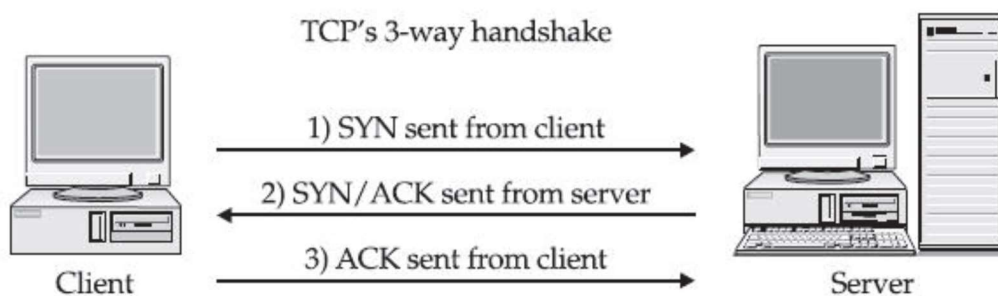 TCP's 3-way handshake
1) SYN sent from client
2) SYN/ACK sent from server
3) ACK sent from client
Client
Server